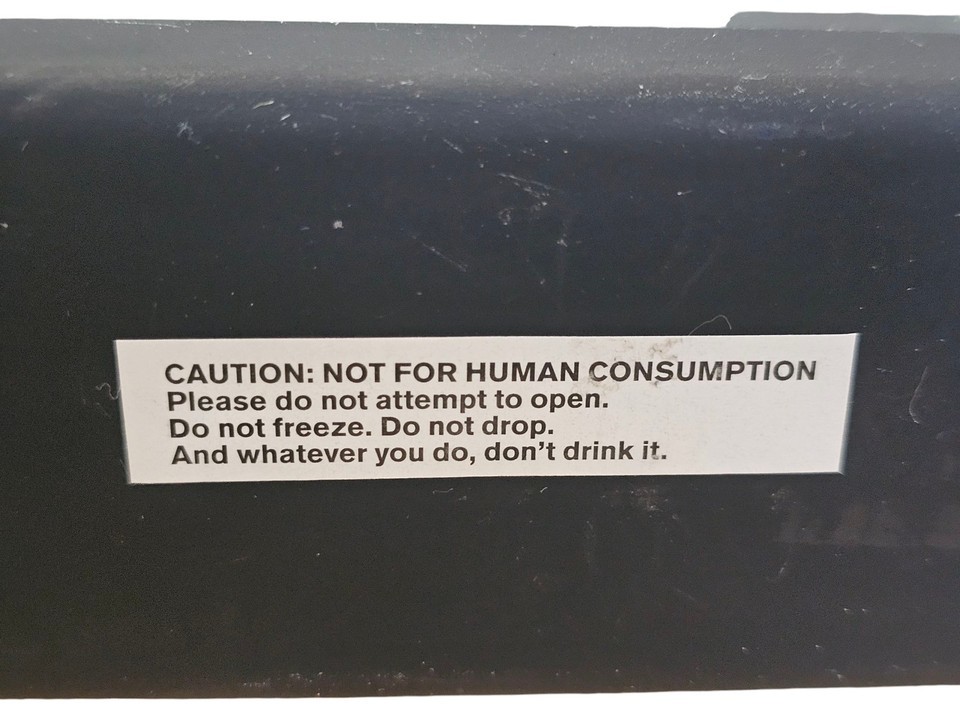 CAUTION: NOT FOR HUMAN CONSUMPTION
Please do not attempt to open.
Do not freeze. Do not drop.
And whatever you do, don’t drink it.